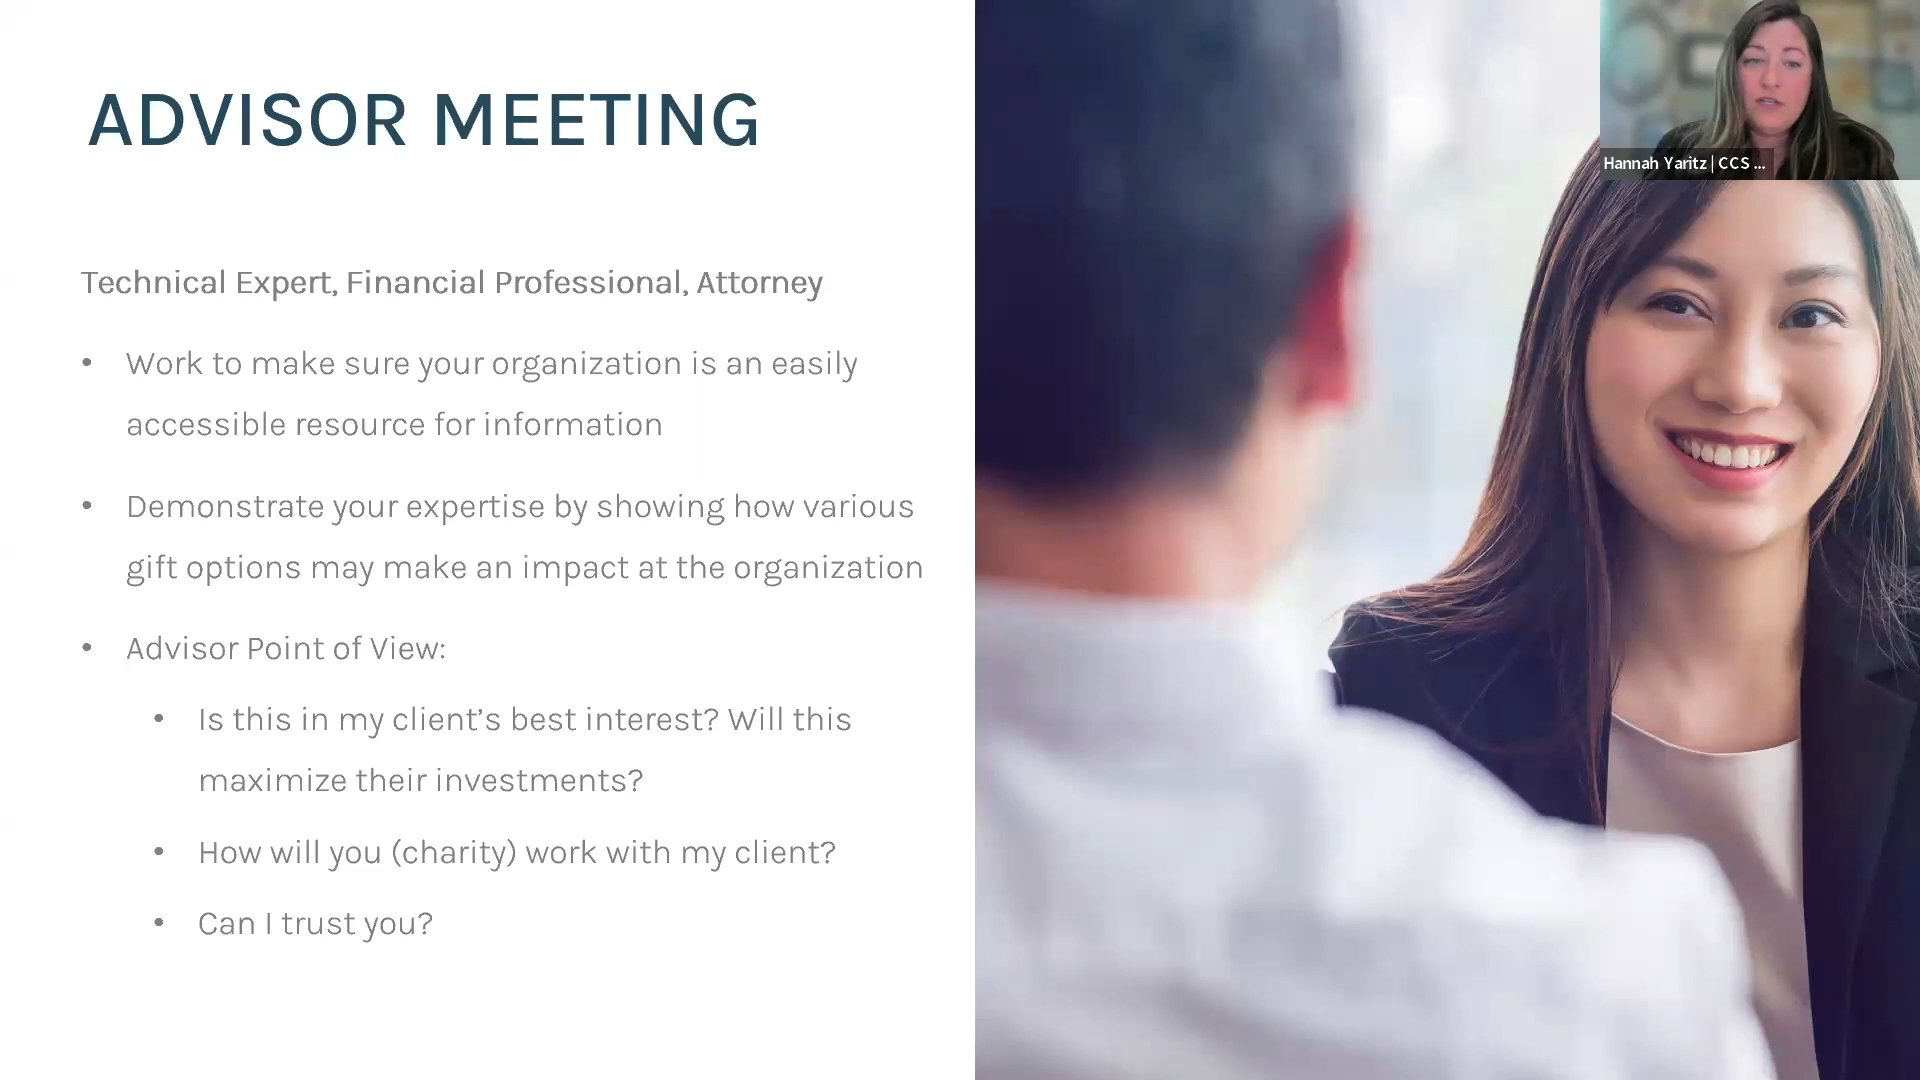 ADVISOR MEETING
Hannah Yaritz | CCS ...
Technical Expert, Financial Professional, Attorney
• Work to make sure your organization is an easily
accessible resource for information
• Demonstrate your expertise by showing how various
gift options may make an impact at the organization
• Advisor Point of View:
• Is this in my client’s best interest? Will this
maximize their investments?
• How will you (charity) work with my client?
• Can I trust you?